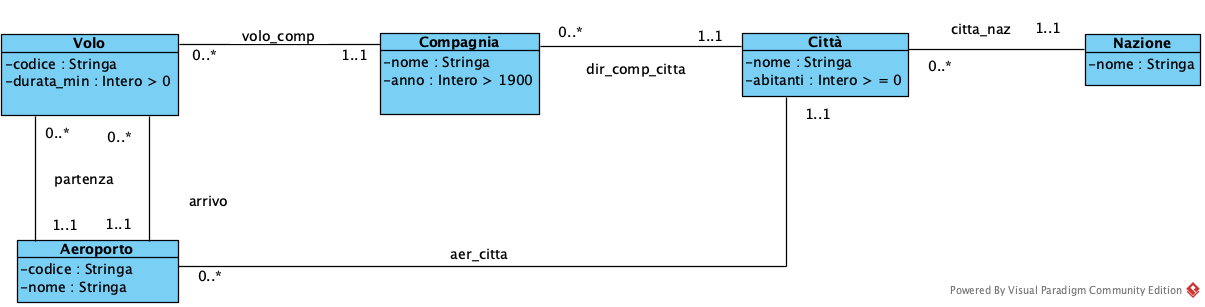 Volo
-codice : Stringa
-durata_min : Intero > 0
0..*
volo_comp
1..1
Compagnia
-nome : Stringa
-anno : Intero > 1900
0..*
dir_comp_citta
1..1
Città
-nome : Stringa
-abitanti : Intero > = 0
0..*
citta_naz
1..1
Nazione
-nome : Stringa
0..*
0..*
1..1
partenza
arrivo
1..1
1..1
Aeroporto
-codice : Stringa
-nome : Stringa
0..*
aer_citta
Powered By Visual Paradigm Community Edition